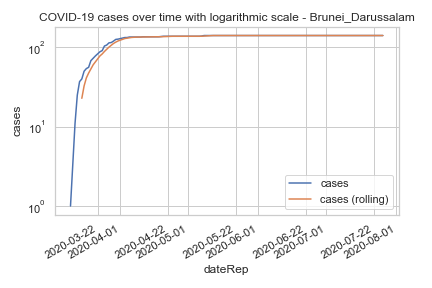 COVID-19 cases over time with logarithmic scale - Brunei_Darussalam
cases
10²
10¹
10⁰
cases
cases (rolling)
2020-03-22
2020-04-01
2020-04-22
2020-05-01
2020-05-22
2020-06-01
2020-06-22
2020-07-01
2020-07-22
2020-08-01
dateRep